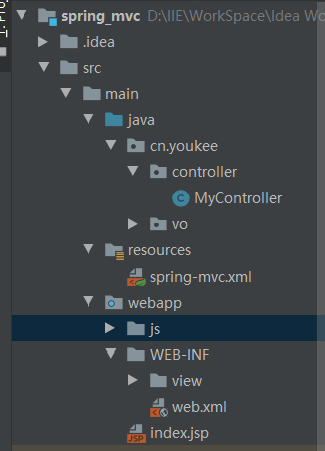 spring_mvc D:\IIE\WorkSpace\Idea Wo
.idea
src
main
java
cn.youkee
controller
MyController
vo
resources
spring-mvc.xml
webapp
js
WEB-INF
view
web.xml
index.jsp